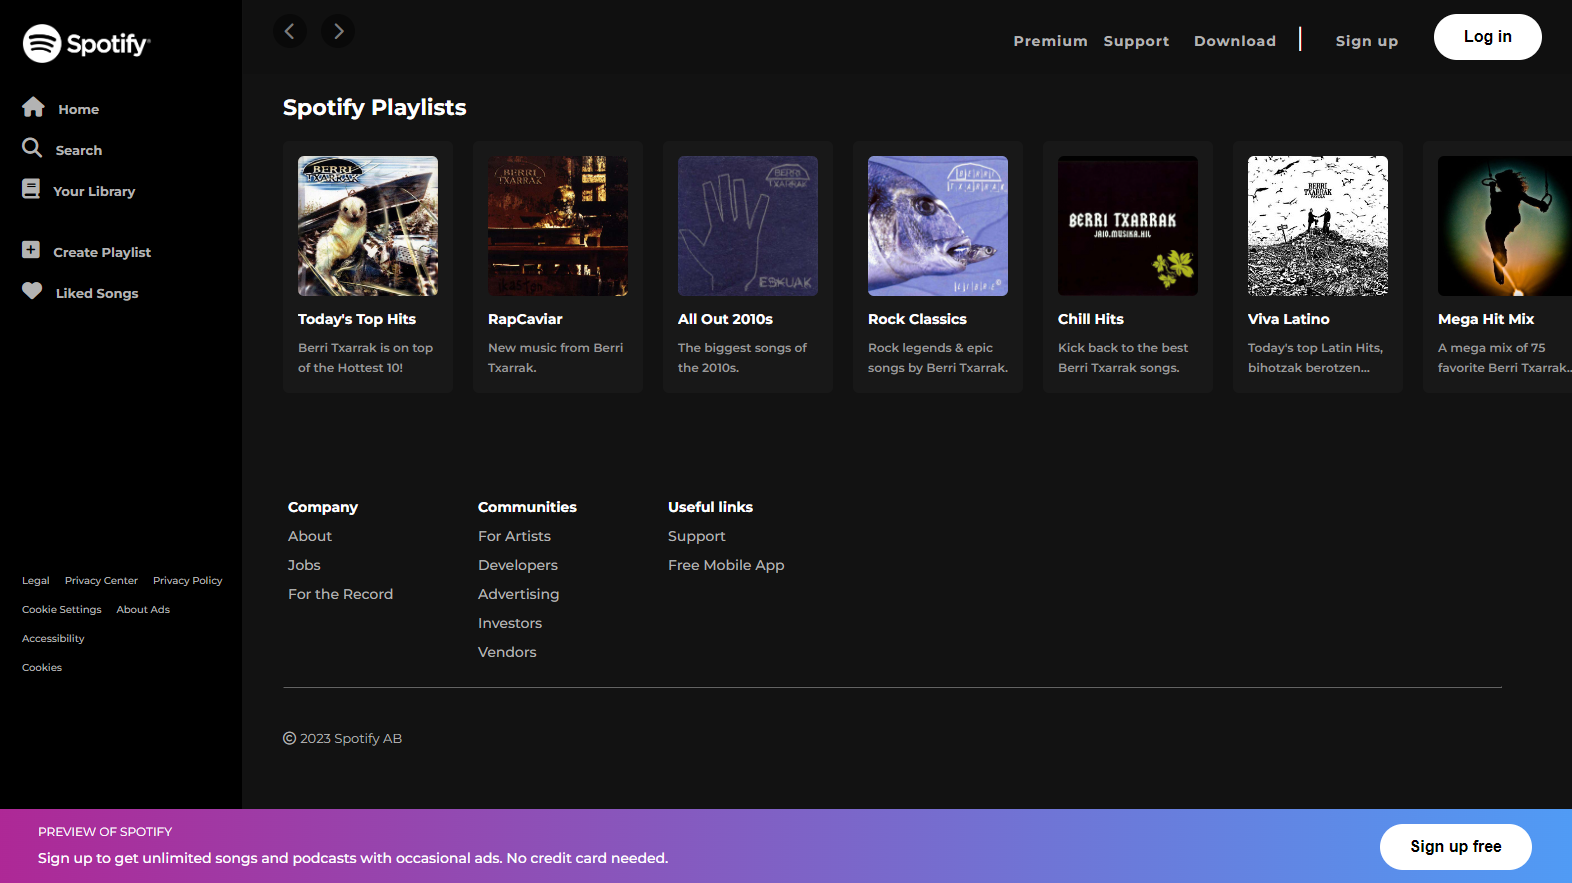 Spotify
Home
Search
Your Library
Create Playlist
Liked Songs
Legal Privacy Center Privacy Policy
Cookie Settings About Ads
Accessibility
Cookies
Premium Support Download Sign up Log in
Spotify Playlists
BERRI TXARRAK
Today's Top Hits
Berri Txarrak is on top
of the Hottest 10!
BERRI TXARRAK
ikasten
RapCaviar
New music from Berri
Txarrak.
BERRI TXARRAK
ESKUAK
All Out 2010s
The biggest songs of
the 2010s.
BERRI
TXARRAK
Rock Classics
Rock legends & epic
songs by Berri Txarrak.
BERRI TXARRAK
JAIO.MUSIKA.HIL
Chill Hits
Kick back to the best
Berri Txarrak songs.
BERRI
TXARRAK
PAYOLA
Viva Latino
Today's top Latin Hits,
bihotzak berotzen...
Mega Hit Mix
A mega mix of 75
favorite Berri Txarrak..
Company
About
Jobs
For the Record
Communities
For Artists
Developers
Advertising
Investors
Vendors
Useful links
Support
Free Mobile App
© 2023 Spotify AB
PREVIEW OF SPOTIFY
Sign up to get unlimited songs and podcasts with occasional ads. No credit card needed.
Sign up free